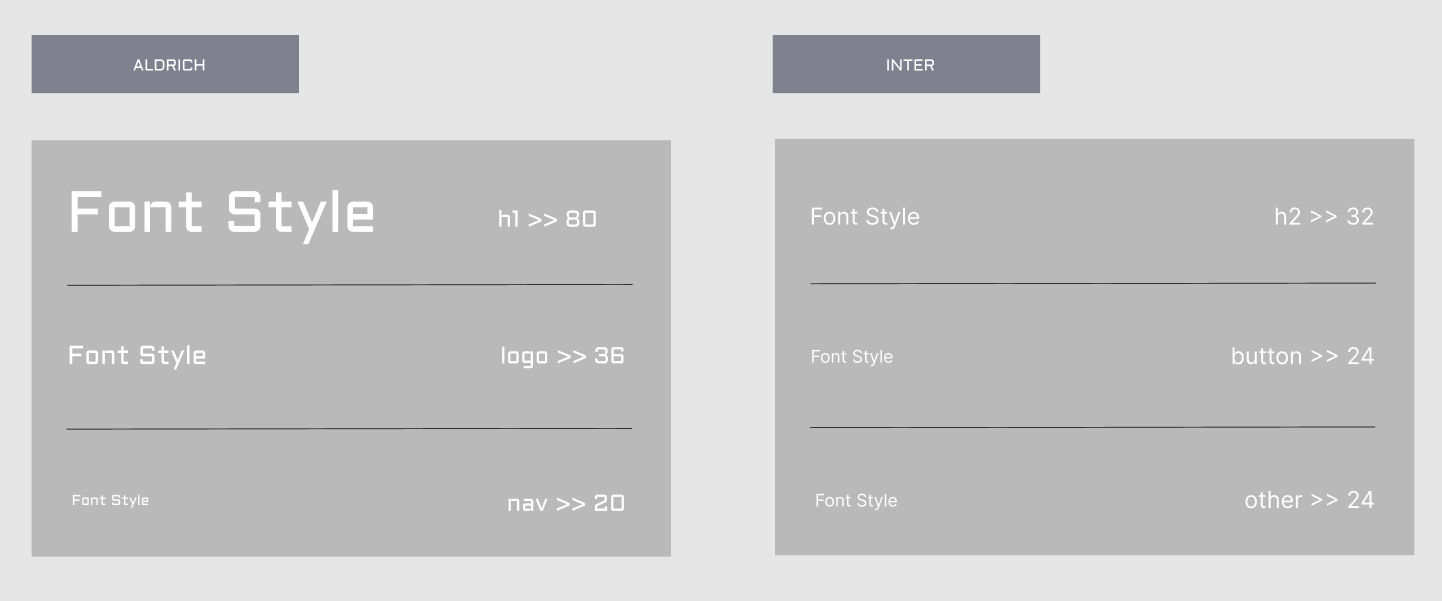 ALDRICH
Font Style h1 >> 80
Font Style logo >> 36
Font Style nav >> 20
INTER
Font Style h2 >> 32
Font Style button >> 24
Font Style other >> 24